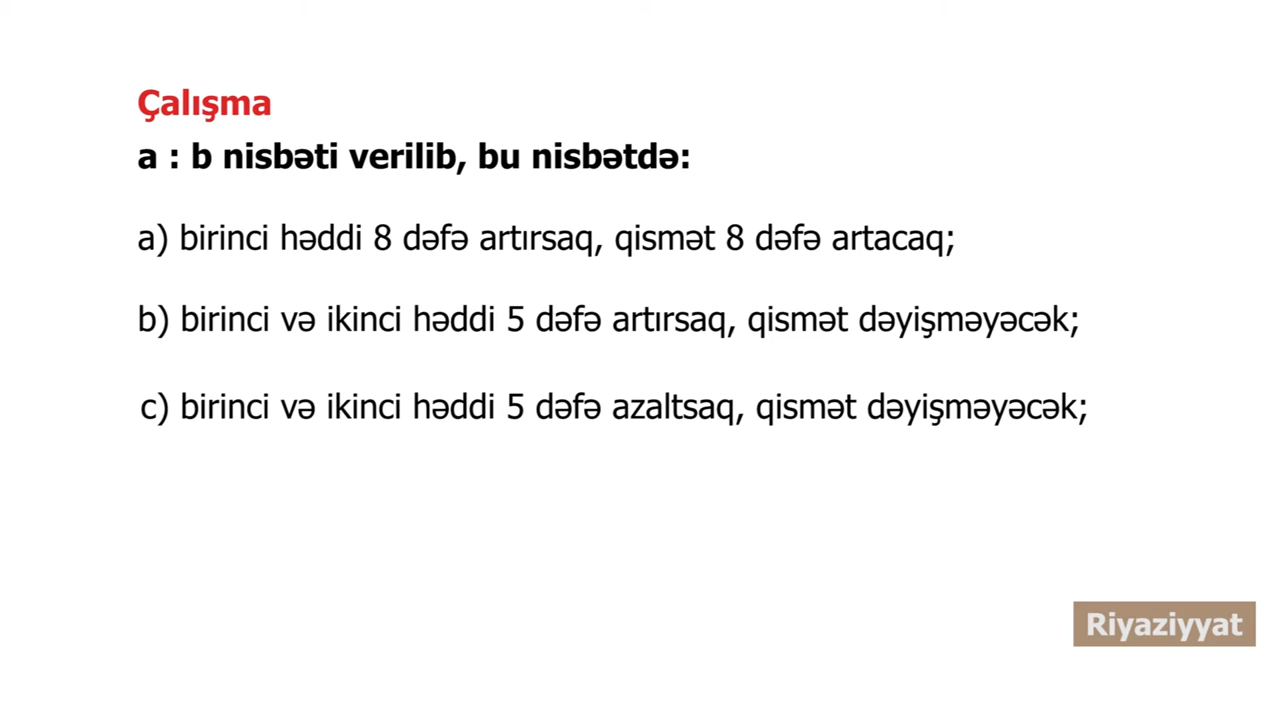 Çalışma
a : b nisbəti verilib, bu nisbətdə:
a) birinci həddi 8 dəfə artırsaq, qismət 8 dəfə artacaq;
b) birinci və ikinci həddi 5 dəfə artırsaq, qismət dəyişməyəcək;
c) birinci və ikinci həddi 5 dəfə azaltsaq, qismət dəyişməyəcək;
Riyaziyyat